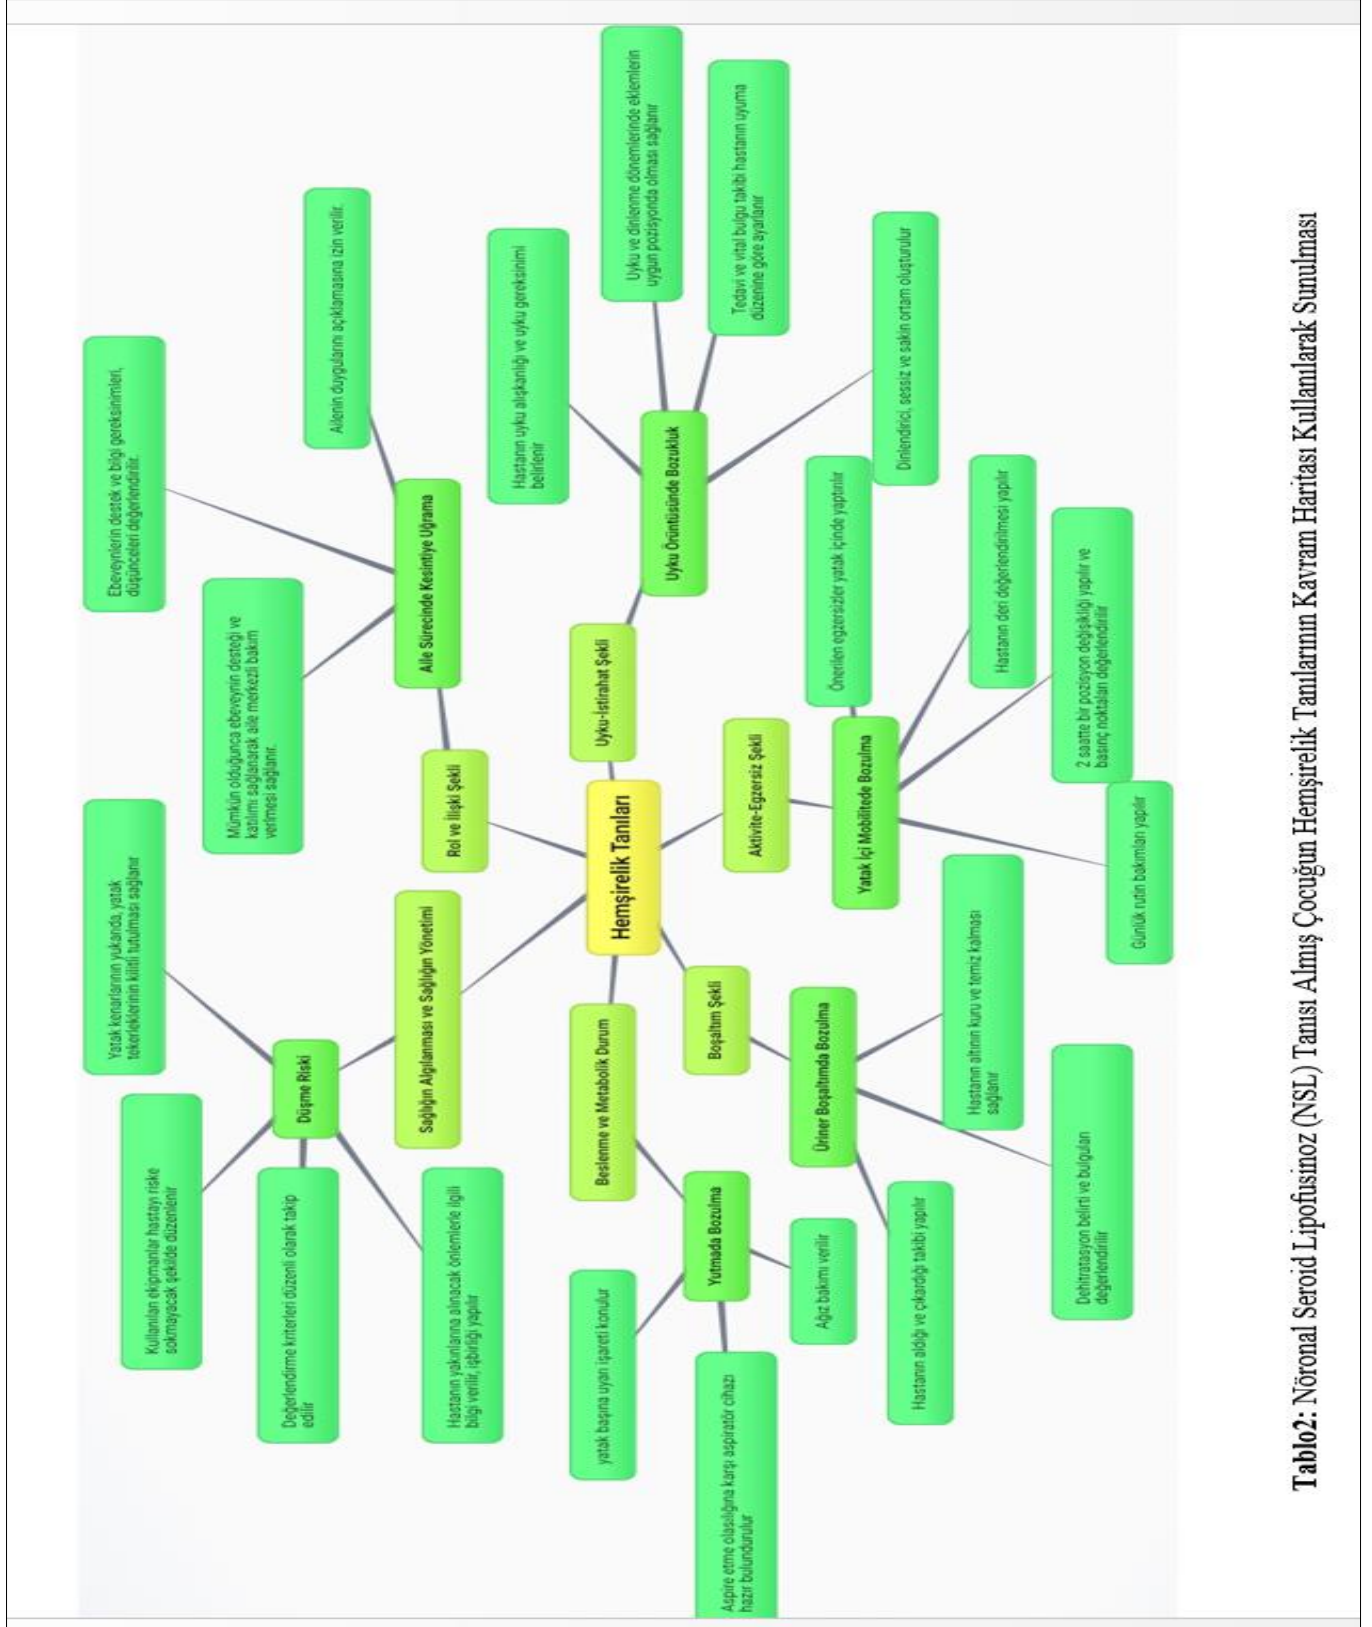 Yatak kenarlarının yukarıda, yatak
tekerleklerinin kilitli tutulması sağlanır
Kullanılan ekipmanlar hastayı riske
sokmayacak şekilde düzenlenir
Düşme Riski
Değerlendirme kriterleri düzenli olarak takip
edilir
Hastanın yakınlarına alınacak önlemlerle ilgili
bilgi verilir, işbirliği yapılır
Sağlığın Algılanması ve Sağlığın Yönetimi
Ebeveynlerin destek ve bilgi gereksinimleri,
düşünceleri değerlendirilir.
Mümkün olduğunca ebeveynin desteği ve
katılımı sağlanarak aile merkezli bakım
verilmesi sağlanır.
Ailenin duygularını açıklamasına izin verilir.
Aile Sürecinde Kesintiye Uğrama
Rol ve İlişki Şekli
Hastanın uyku alışkanlığı ve uyku gereksinimi
belirlenir
Uyku ve dinlenme dönemlerinde eklemlerin
uygun pozisyonda olması sağlanır
Tedavi ve vital bulgu takibi hastanın uyuma
düzenine göre ayarlanır
Dinlendirici, sessiz ve sakin ortam oluşturulur
Uyku Örüntüsünde Bozukluk
Uyku-İstirahat Şekli
Hemşirelik Tanıları
Beslenme ve Metabolik Durum
Yutmada Bozulma
yatak başına uyarı işareti konulur
Aspire etme olasılığına karşı aspiratör cihazı
hazır bulundurulur
Ağız bakımı verilir
Boşaltım Şekli
Üriner Boşaltımda Bozulma
Hastanın aldığı ve çıkardığı takibi yapılır
Hastanın altının kuru ve temiz kalması
sağlanır
Dehitratasyon belirti ve bulguları
değerlendirilir
Aktivite-Egzersiz Şekli
Yatak İçi Mobilitede Bozulma
Önerilen egzersizler yatak içinde yaptırılır
Hastanın deri değerlendirilmesi yapılır
2 saatte bir pozisyon değişikliği yapılır ve
basınç noktaları değerlendirilir
Günlük rutin bakımları yapılır
Tablo2: Nöronal Seroid Lipofusinoz (NSL) Tanısı Almış Çocuğun Hemşirelik Tanılarının Kavram Haritası Kullanılarak Sunulması